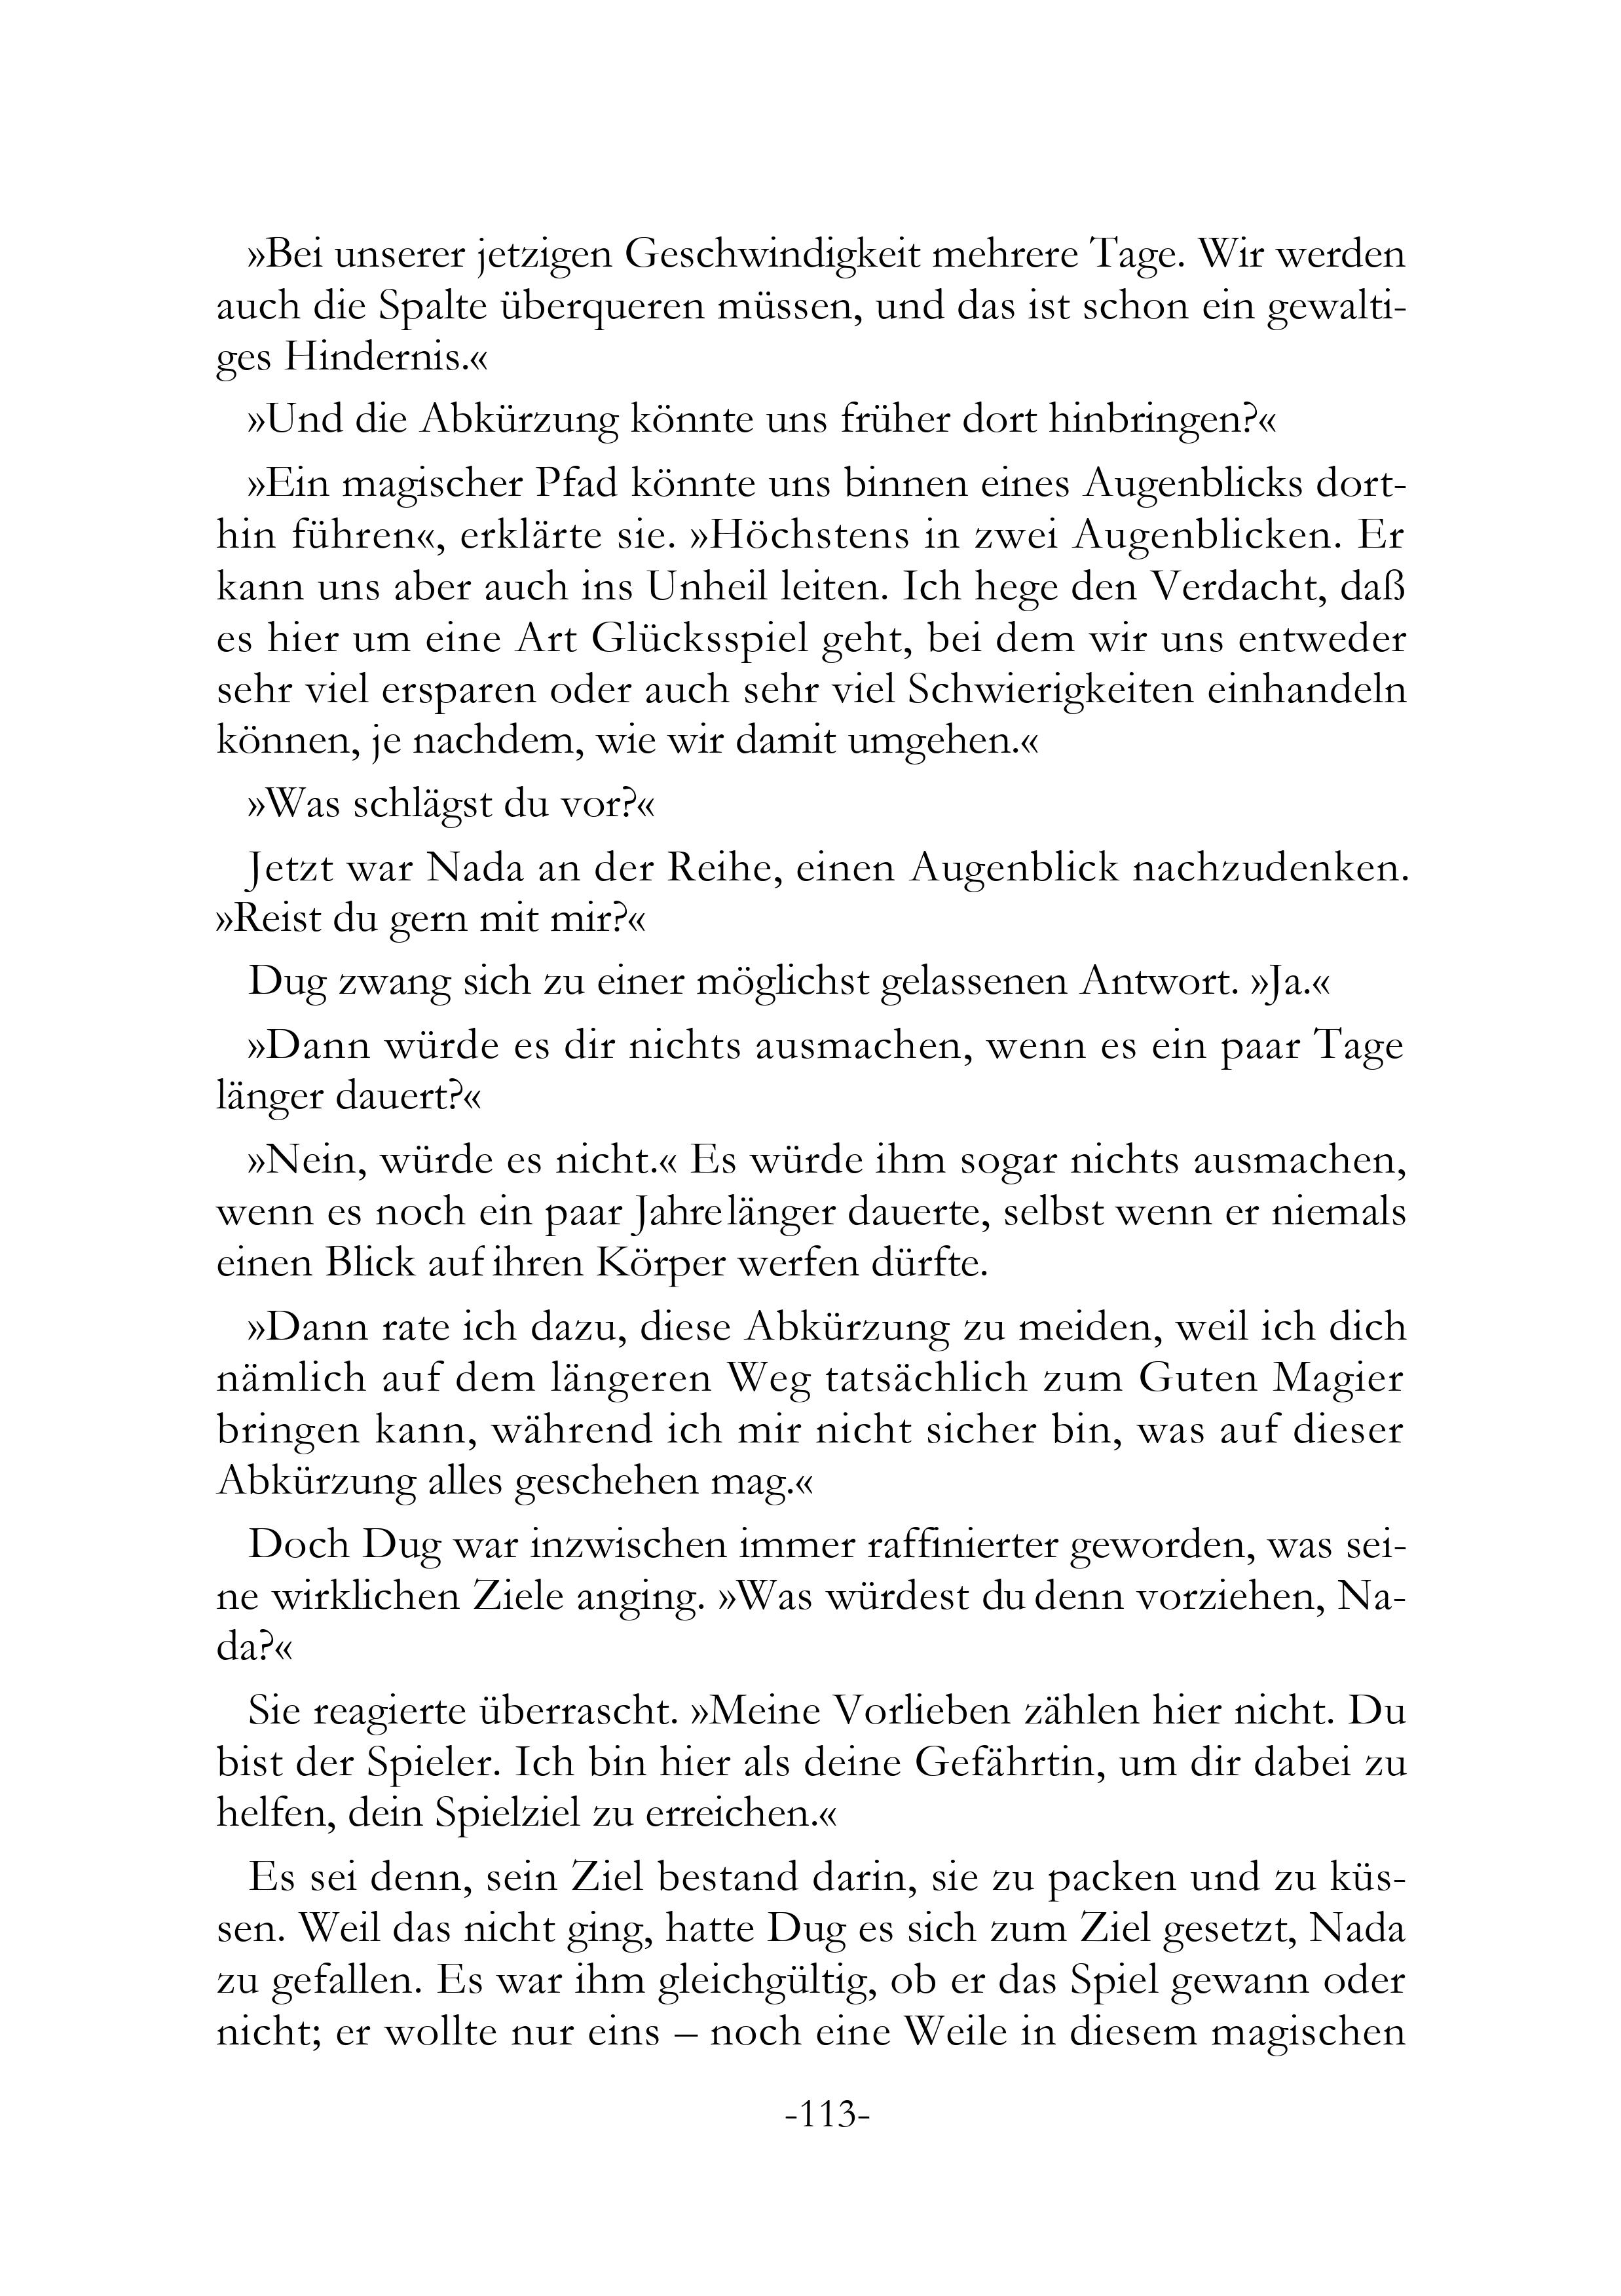 »Bei unserer jetzigen Geschwindigkeit mehrere Tage. Wir werden
auch die Spalte überqueren müssen, und das ist schon ein gewalti-
ges Hindernis.«
»Und die Abkürzung könnte uns früher dort hinbringen?«
»Ein magischer Pfad könnte uns binnen eines Augenblicks dort-
hin führen«, erklärte sie. »Höchstens in zwei Augenblicken. Er
kann uns aber auch ins Unheil leiten. Ich hege den Verdacht, daß
es hier um eine Art Glücksspiel geht, bei dem wir uns entweder
sehr viel ersparen oder auch sehr viel Schwierigkeiten einhandeln
können, je nachdem, wie wir damit umgehen.«
»Was schlägst du vor?«
Jetzt war Nada an der Reihe, einen Augenblick nachzudenken.
»Reist du gern mit mir?«
Dug zwang sich zu einer möglichst gelassenen Antwort. »Ja.«
»Dann würde es dir nichts ausmachen, wenn es ein paar Tage
länger dauert?«
»Nein, würde es nicht.« Es würde ihm sogar nichts ausmachen,
wenn es noch ein paar Jahre länger dauerte, selbst wenn er niemals
einen Blick auf ihren Körper werfen dürfte.
»Dann rate ich dazu, diese Abkürzung zu meiden, weil ich dich
nämlich auf dem längeren Weg tatsächlich zum Guten Magier
bringen kann, während ich mir nicht sicher bin, was auf dieser
Abkürzung alles geschehen mag.«
Doch Dug war inzwischen immer raffinierter geworden, was sei-
ne wirklichen Ziele anging. »Was würdest du denn vorziehen, Na-
da?«
Sie reagierte überrascht. »Meine Vorlieben zählen hier nicht. Du
bist der Spieler. Ich bin hier als deine Gefährtin, um dir dabei zu
helfen, dein Spielziel zu erreichen.«
Es sei denn, sein Ziel bestand darin, sie zu packen und zu küs-
sen. Weil das nicht ging, hatte Dug es sich zum Ziel gesetzt, Nada
zu gefallen. Es war ihm gleichgültig, ob er das Spiel gewann oder
nicht; er wollte nur eins – noch eine Weile in diesem magischen
-113-